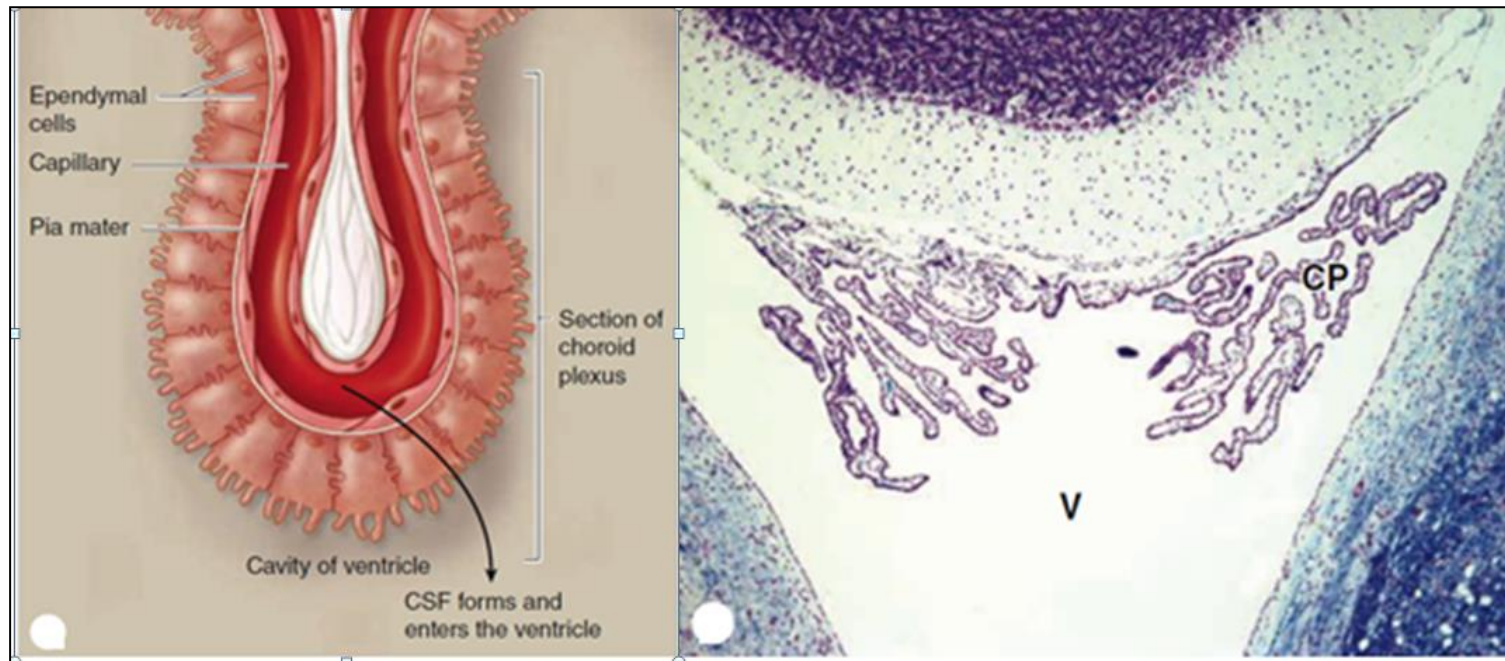 Ependymal
cells
Capillary
Pia mater
Section of
choroid
plexus
Cavity of ventricle
CSF forms and
enters the ventricle
CP
V